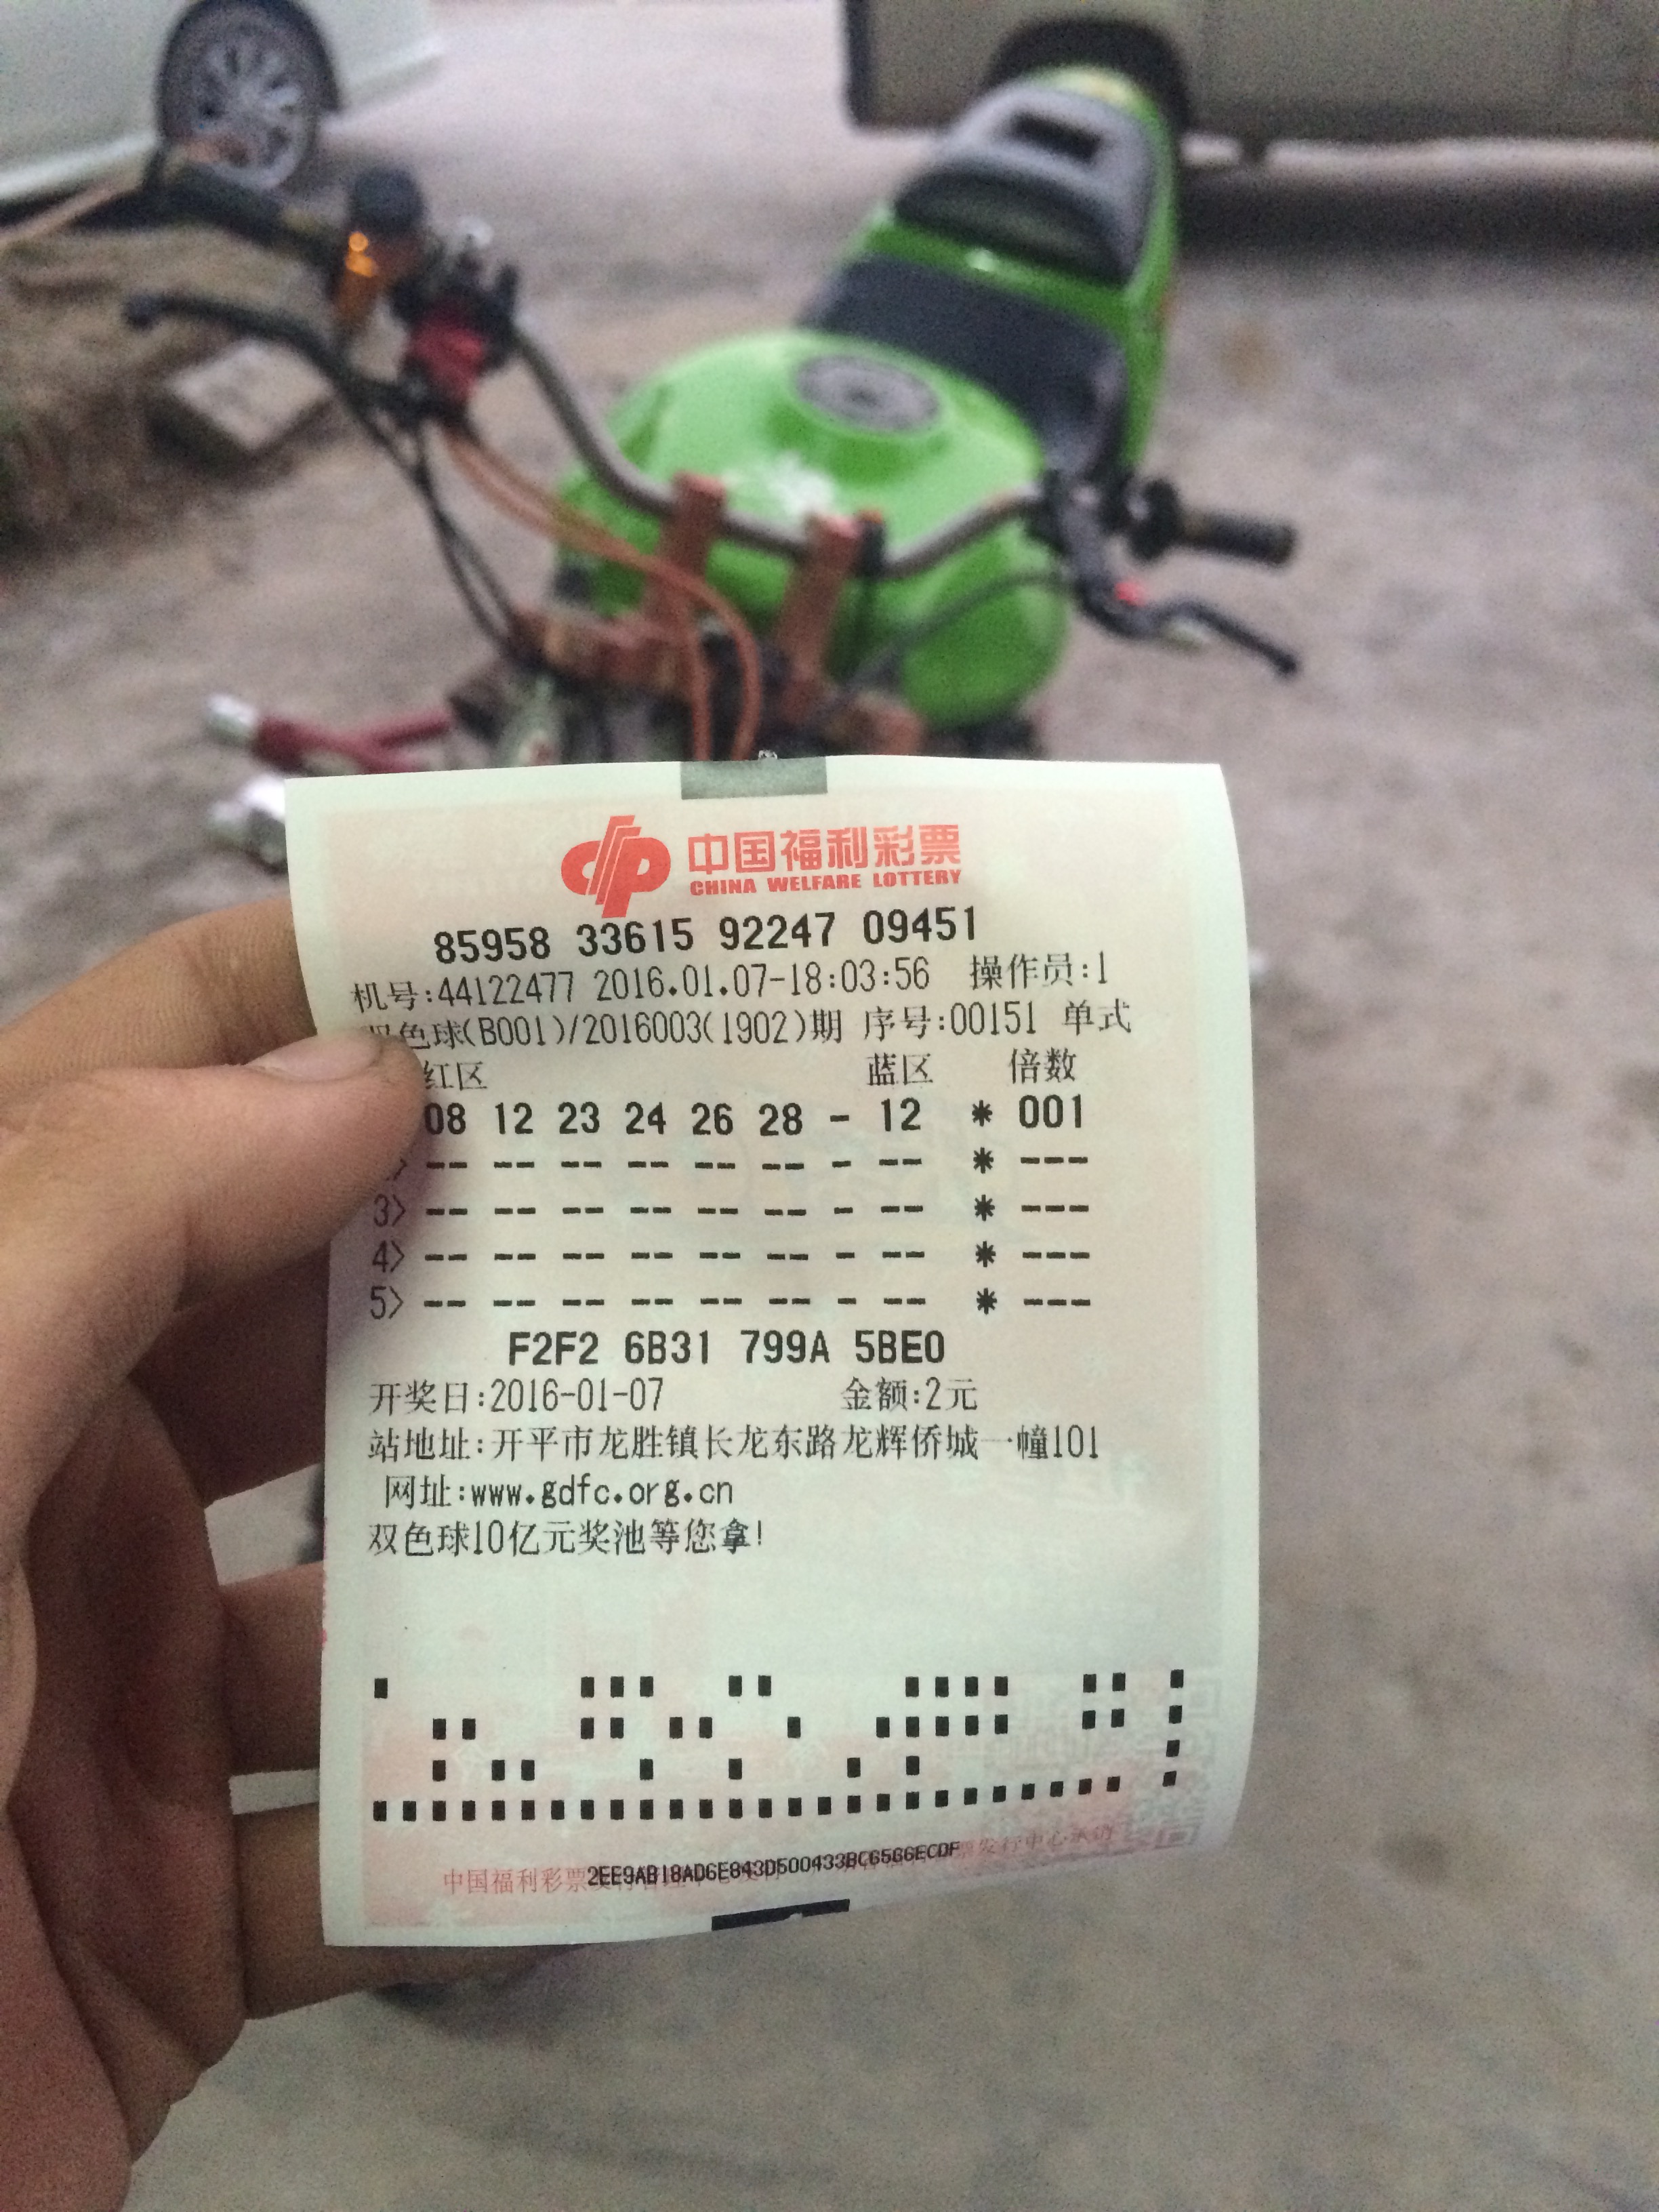 中国福利彩票
CHINA WELFARE LOTTERY
85958 33615 92247 09451
机号:44122477 2016.01.07-18:03:56 操作员:1
双色球(B001)/2016003(1902)期 序号:00151 单式
红区 蓝区 倍数
08 12 23 24 26 28 - 12 * 001
-- -- -- -- -- -- - -- * ---
3> -- -- -- -- -- -- - -- * ---
4> -- -- -- -- -- -- - -- * ---
5> -- -- -- -- -- -- - -- * ---
F2F2 6B31 799A 5BE0
开奖日:2016-01-07 金额:2元
站地址:开平市龙胜镇长龙东路龙辉侨城一幢101
网址:www.gdfc.org.cn
双色球10亿元奖池等您拿!
中国福利彩票